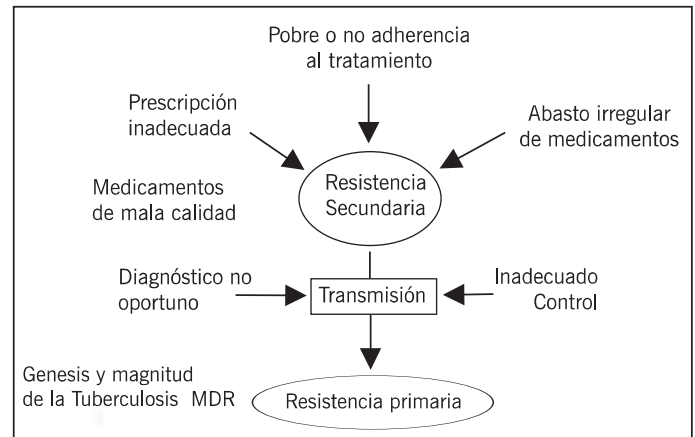 Pobre o no adherencia
al tratamiento
Prescripción
inadecuada
Abasto irregular
de medicamentos
Resistencia
Secundaria
Medicamentos
de mala calidad
Diagnóstico no
oportuno
Transmisión
Inadecuado
Control
Genesis y magnitud
de la Tuberculosis MDR
Resistencia primaria